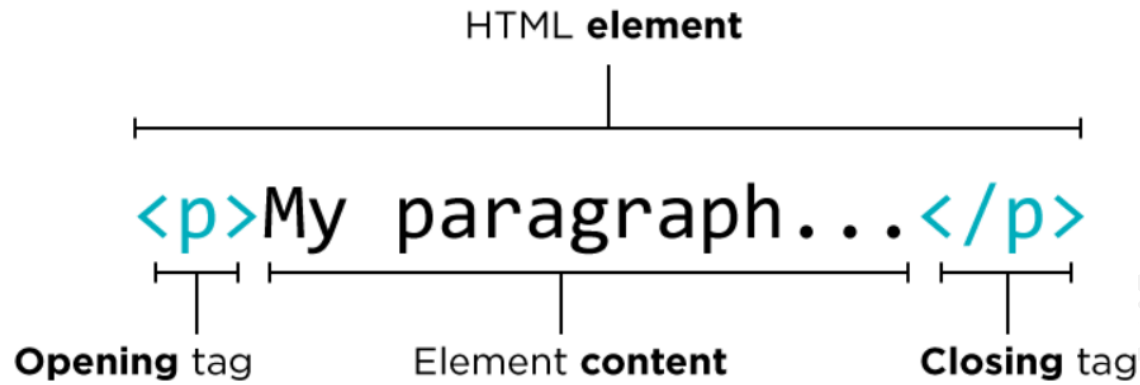 HTML element
<p>My paragraph...</p>
Opening tag Element content Closing tag